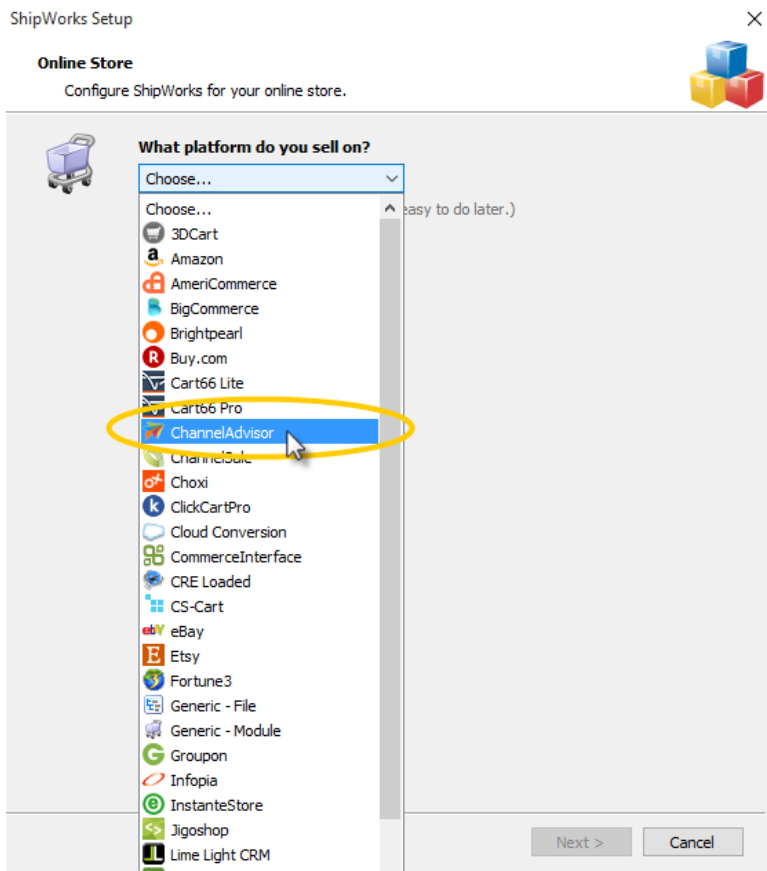 ShipWorks Setup
Online Store
Configure ShipWorks for your online store.
What platform do you sell on?
Choose...
Choose...
easy to do later.)
3DCart
Amazon
AmeriCommerce
BigCommerce
Brightpearl
Buy.com
Cart66 Lite
Cart66 Pro
ChannelAdvisor
ChannelSale
Choxi
ClickCartPro
Cloud Conversion
CommerceInterface
CRE Loaded
CS-Cart
eBay
Etsy
Fortune3
Generic - File
Generic - Module
Groupon
Infopia
InstanteStore
Jigoshop
Lime Light CRM
Next >
Cancel